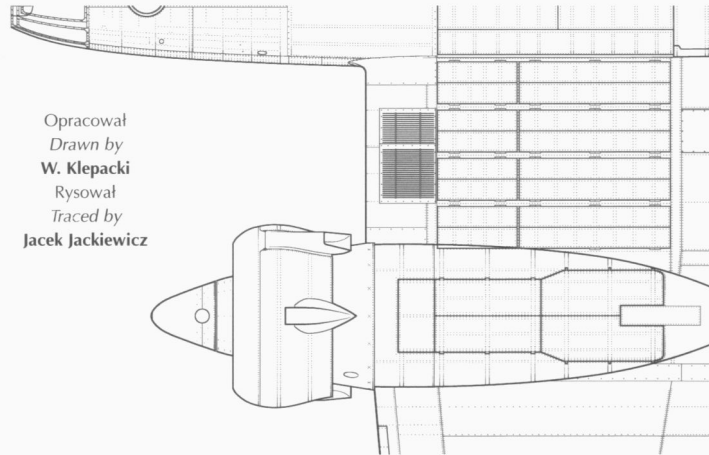 Opracował
Drawn by
W. Klepacki
Rysował
Traced by
Jacek Jackiewicz